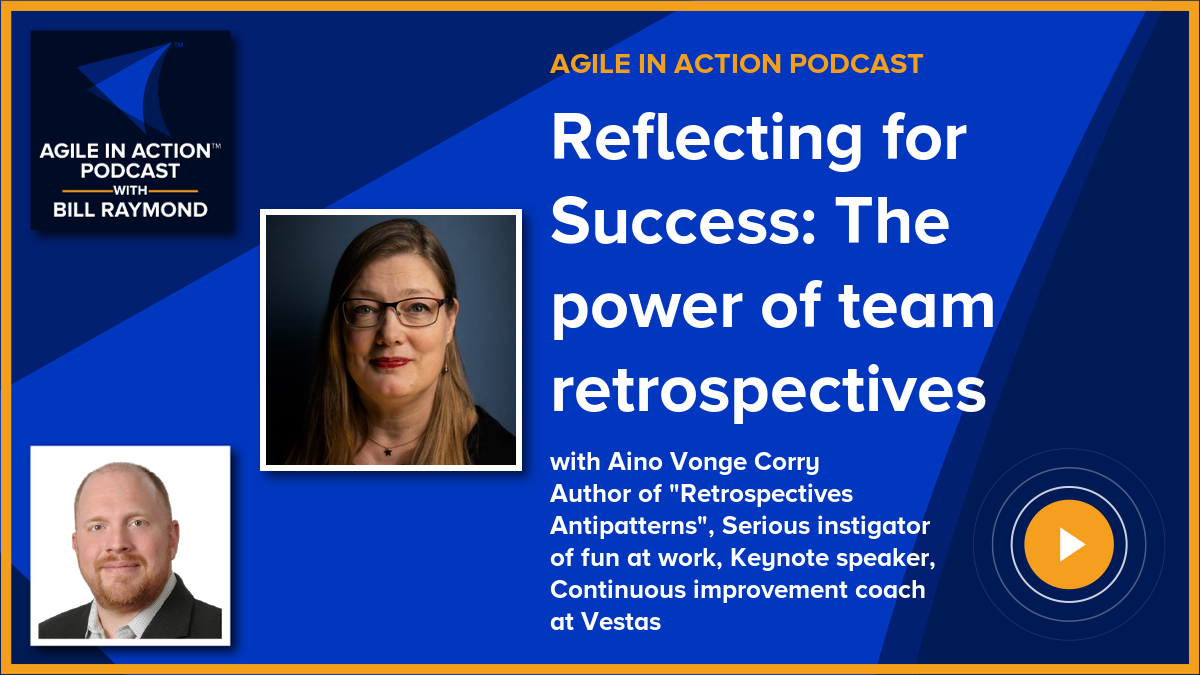 AGILE IN ACTION™
PODCAST
WITH
BILL RAYMOND
AGILE IN ACTION PODCAST
Reflecting for
Success: The
power of team
retrospectives
with Aino Vonge Corry
Author of "Retrospectives
Antipatterns", Serious instigator
of fun at work, Keynote speaker,
Continuous improvement coach
at Vestas